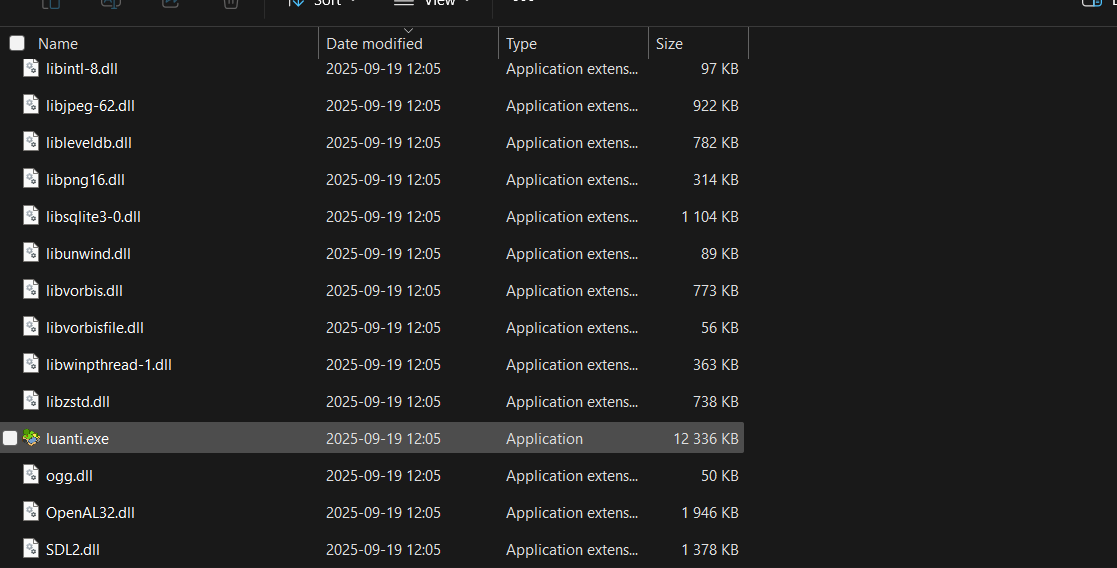 Sort View
Name Date modified Type Size
libintl-8.dll 2025-09-19 12:05 Application extens... 97 KB
libjpeg-62.dll 2025-09-19 12:05 Application extens... 922 KB
libleveldb.dll 2025-09-19 12:05 Application extens... 782 KB
libpng16.dll 2025-09-19 12:05 Application extens... 314 KB
libsqlite3-0.dll 2025-09-19 12:05 Application extens... 1 104 KB
libunwind.dll 2025-09-19 12:05 Application extens... 89 KB
libvorbis.dll 2025-09-19 12:05 Application extens... 773 KB
libvorbisfile.dll 2025-09-19 12:05 Application extens... 56 KB
libwinpthread-1.dll 2025-09-19 12:05 Application extens... 363 KB
libzstd.dll 2025-09-19 12:05 Application extens... 738 KB
luanti.exe 2025-09-19 12:05 Application 12 336 KB
ogg.dll 2025-09-19 12:05 Application extens... 50 KB
OpenAL32.dll 2025-09-19 12:05 Application extens... 1 946 KB
SDL2.dll 2025-09-19 12:05 Application extens... 1 378 KB